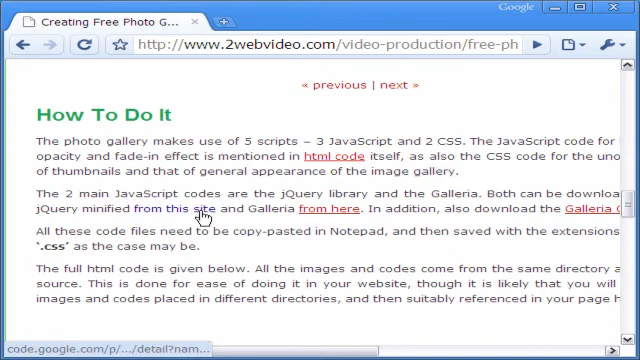 Google
Creating Free Photo G...
http://www.2webvideo.com/video-production/free-ph
« previous | next »
How To Do It
The photo gallery makes use of 5 scripts – 3 JavaScript and 2 CSS. The JavaScript code for
opacity and fade-in effect is mentioned in html code itself, as also the CSS code for the
of thumbnails and that of general appearance of the image gallery.
The 2 main JavaScript codes are the jQuery library and the Galleria. Both can be
jQuery minified from this site and Galleria from here. In addition, also download the Galleria
All these code files need to be copy-pasted in Notepad, and then saved with the extensions
'.css' as the case may be.
The full html code is given below. All the images and codes come from the same directory
source. This is done for ease of doing it in your website, though it is likely that you will
images and codes placed in different directories, and then suitably referenced in your page
code.google.com/p/.../detail?nam...